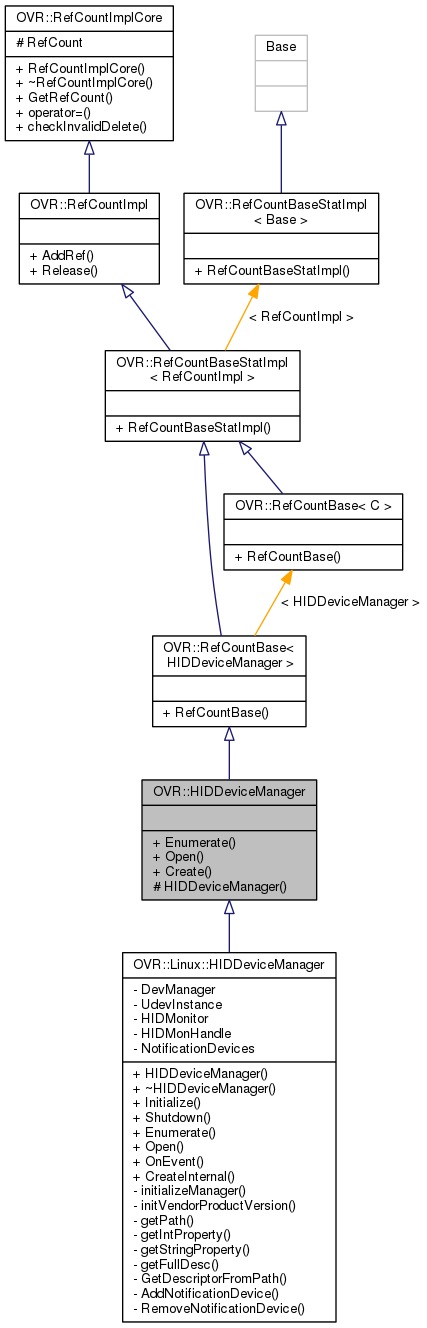 OVR::RefCountImplCore
# RefCount
+ RefCountImplCore()
+ ~RefCountImplCore()
+ GetRefCount()
+ operator=()
+ checkInvalidDelete()
Base
OVR::RefCountImpl
+ AddRef()
+ Release()
OVR::RefCountBaseStatImpl
< Base >
+ RefCountBaseStatImpl()
< RefCountImpl >
OVR::RefCountBaseStatImpl
< RefCountImpl >
+ RefCountBaseStatImpl()
OVR::RefCountBase< C >
+ RefCountBase()
< HIDDeviceManager >
OVR::RefCountBase<
HIDDeviceManager >
+ RefCountBase()
OVR::HIDDeviceManager
+ Enumerate()
+ Open()
+ Create()
# HIDDeviceManager()
OVR::Linux::HIDDeviceManager
- DevManager
- UdevInstance
- HIDMonitor
- HIDMonHandle
- NotificationDevices
+ HIDDeviceManager()
+ ~HIDDeviceManager()
+ Initialize()
+ Shutdown()
+ Enumerate()
+ Open()
+ OnEvent()
+ CreateInternal()
- initializeManager()
- initVendorProductVersion()
- getPath()
- getIntProperty()
- getStringProperty()
- getFullDesc()
- GetDescriptorFromPath()
- AddNotificationDevice()
- RemoveNotificationDevice()